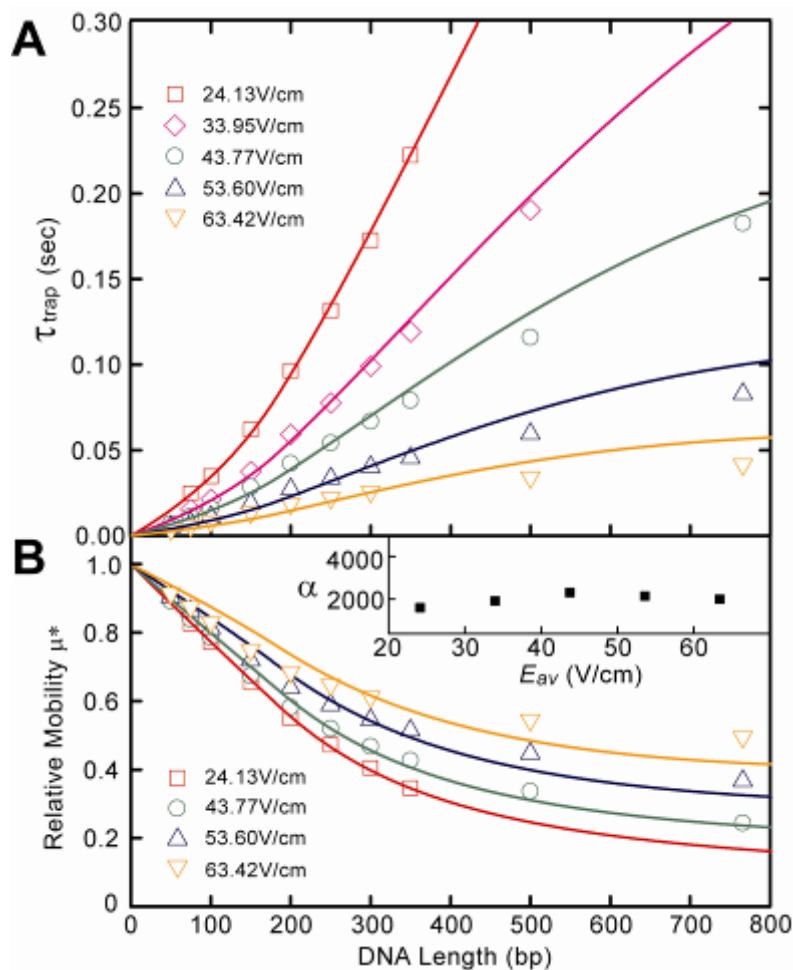 A
0.30
0.25
0.20
0.15
0.10
0.05
0.00
τtrap (sec)
24.13V/cm
33.95V/cm
43.77V/cm
53.60V/cm
63.42V/cm
B
1.0
0.8
0.6
0.4
0.2
0
Relative Mobility μ*
4000
2000
α
20 30 40 50 60
Eav (V/cm)
24.13V/cm
43.77V/cm
53.60V/cm
63.42V/cm
0 100 200 300 400 500 600 700 800
DNA Length (bp)